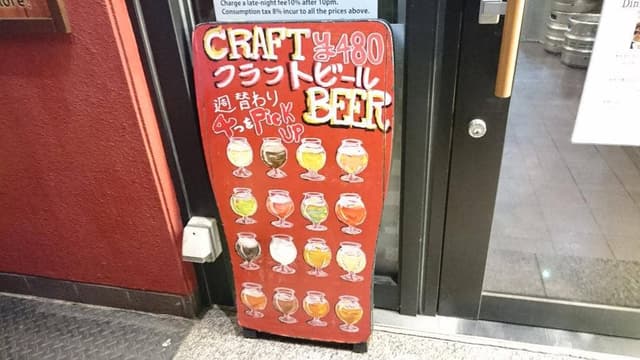 Charge a late-night fee10% after 10pm.
Consumption tax 8% incur to all the prices above.
CRAFT ¥480
クラフトビール
週替わり BEER
4つをPick UP